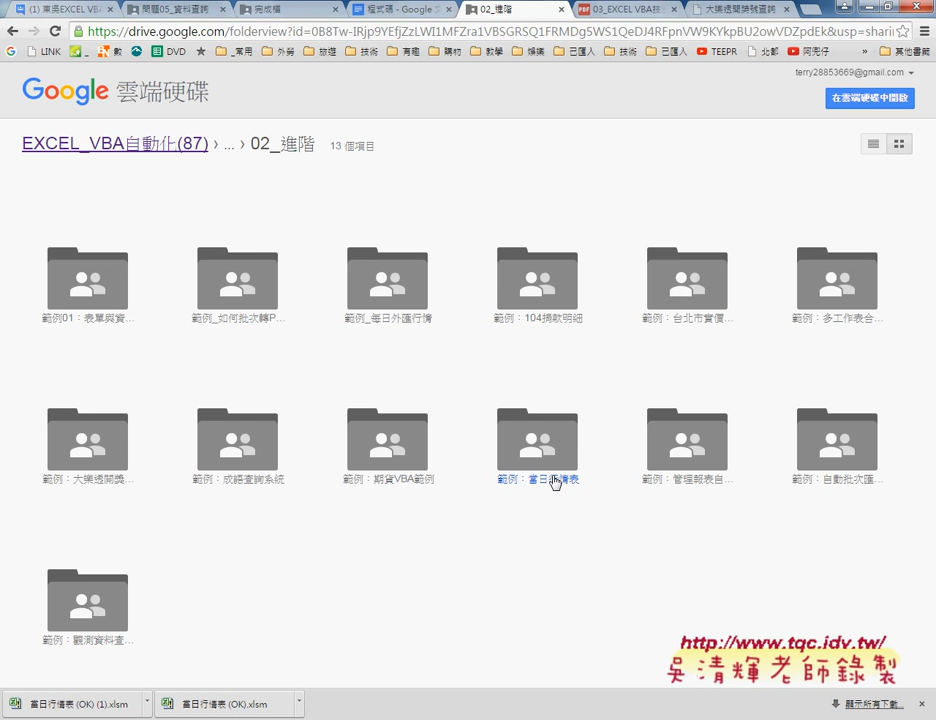 (1) 東吳EXCEL VB
問題05_資料查詢
完成檔
程式碼 - Google
02_進階
03_EXCEL VBA技
大樂透開獎號查詢
https://drive.google.com/folderview?id=0B8Tw-IRjp9YEfjZzLWI1MFZra1VBSGRSQ1FRMDg5WS1QeDJ4RFpnVW9KYkpBU2owVDZpdEk&usp=sharin
LINK
數
DVD
_常用
外勞
旅遊
技術
已匯入
購物
教學
娛樂
已匯入
技術
已匯入
TEEPR
北都
同兜仔
»
其他書籤
Google 雲端硬碟
terry28853669@gmail.com
在雲端硬碟中開啟
EXCEL_VBA自動化(87) › ... › 02_進階 13 個項目
範例01：表單與資...
範例_如何批次轉P...
範例_每日外匯行情
範例：104捐款明細
範例：台北市實價...
範例：多工作表合...
範例：大樂透開獎...
範例：成語查詢系統
範例：期貨VBA範例
範例：當日行情表
範例：管理報表自...
範例：自動批次匯...
範例：觀測資料查...
http://www.tqc.idv.tw/
吳清輝老師錄製
當日行情表 (OK) (1).xlsm
當日行情表 (OK).xlsm
顯示所有下載...